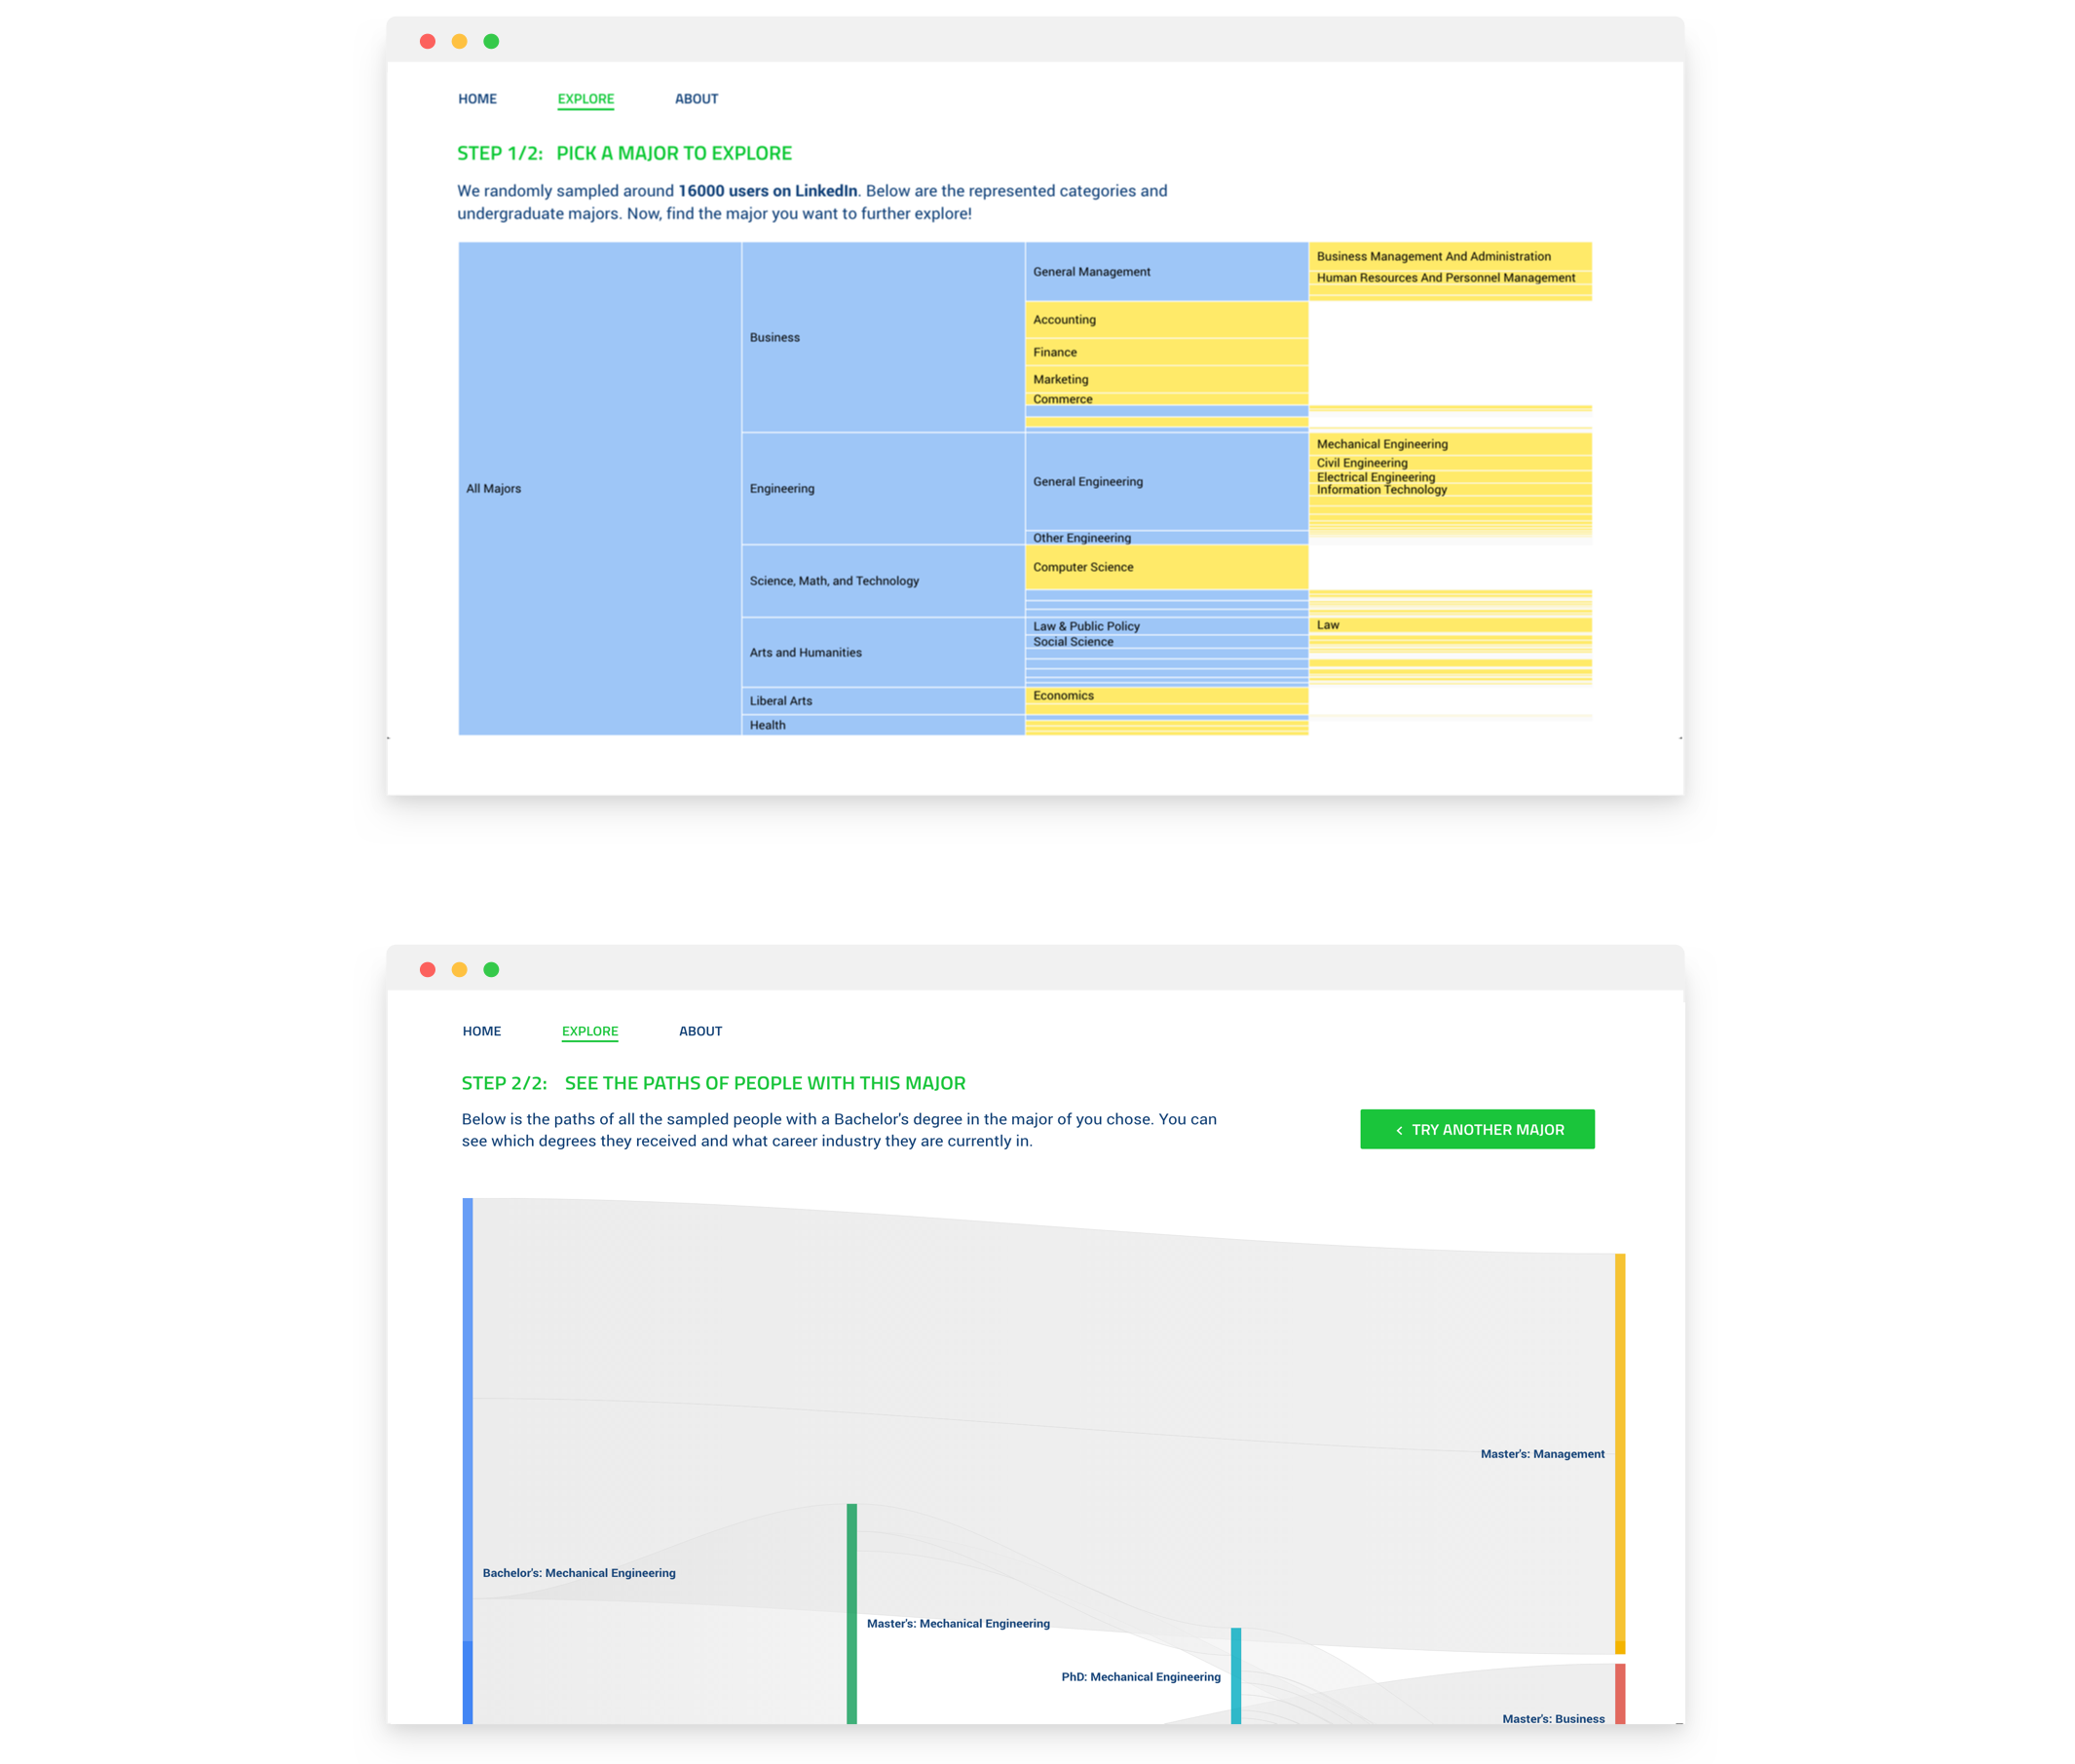 HOME EXPLORE ABOUT
STEP 1/2: PICK A MAJOR TO EXPLORE
We randomly sampled around 16000 users on LinkedIn. Below are the represented categories and
undergraduate majors. Now, find the major you want to further explore!
All Majors
Business
Engineering
Science, Math, and Technology
Arts and Humanities
Liberal Arts
Health
General Management
Accounting
Finance
Marketing
Commerce
General Engineering
Other Engineering
Computer Science
Law & Public Policy
Social Science
Economics
Business Management And Administration
Human Resources And Personnel Management
Mechanical Engineering
Civil Engineering
Electrical Engineering
Information Technology
Law
HOME EXPLORE ABOUT
STEP 2/2: SEE THE PATHS OF PEOPLE WITH THIS MAJOR
Below is the paths of all the sampled people with a Bachelor's degree in the major of you chose. You can
see which degrees they received and what career industry they are currently in.
< TRY ANOTHER MAJOR
Master's: Management
Bachelor's: Mechanical Engineering
Master's: Mechanical Engineering
PhD: Mechanical Engineering
Master's: Business